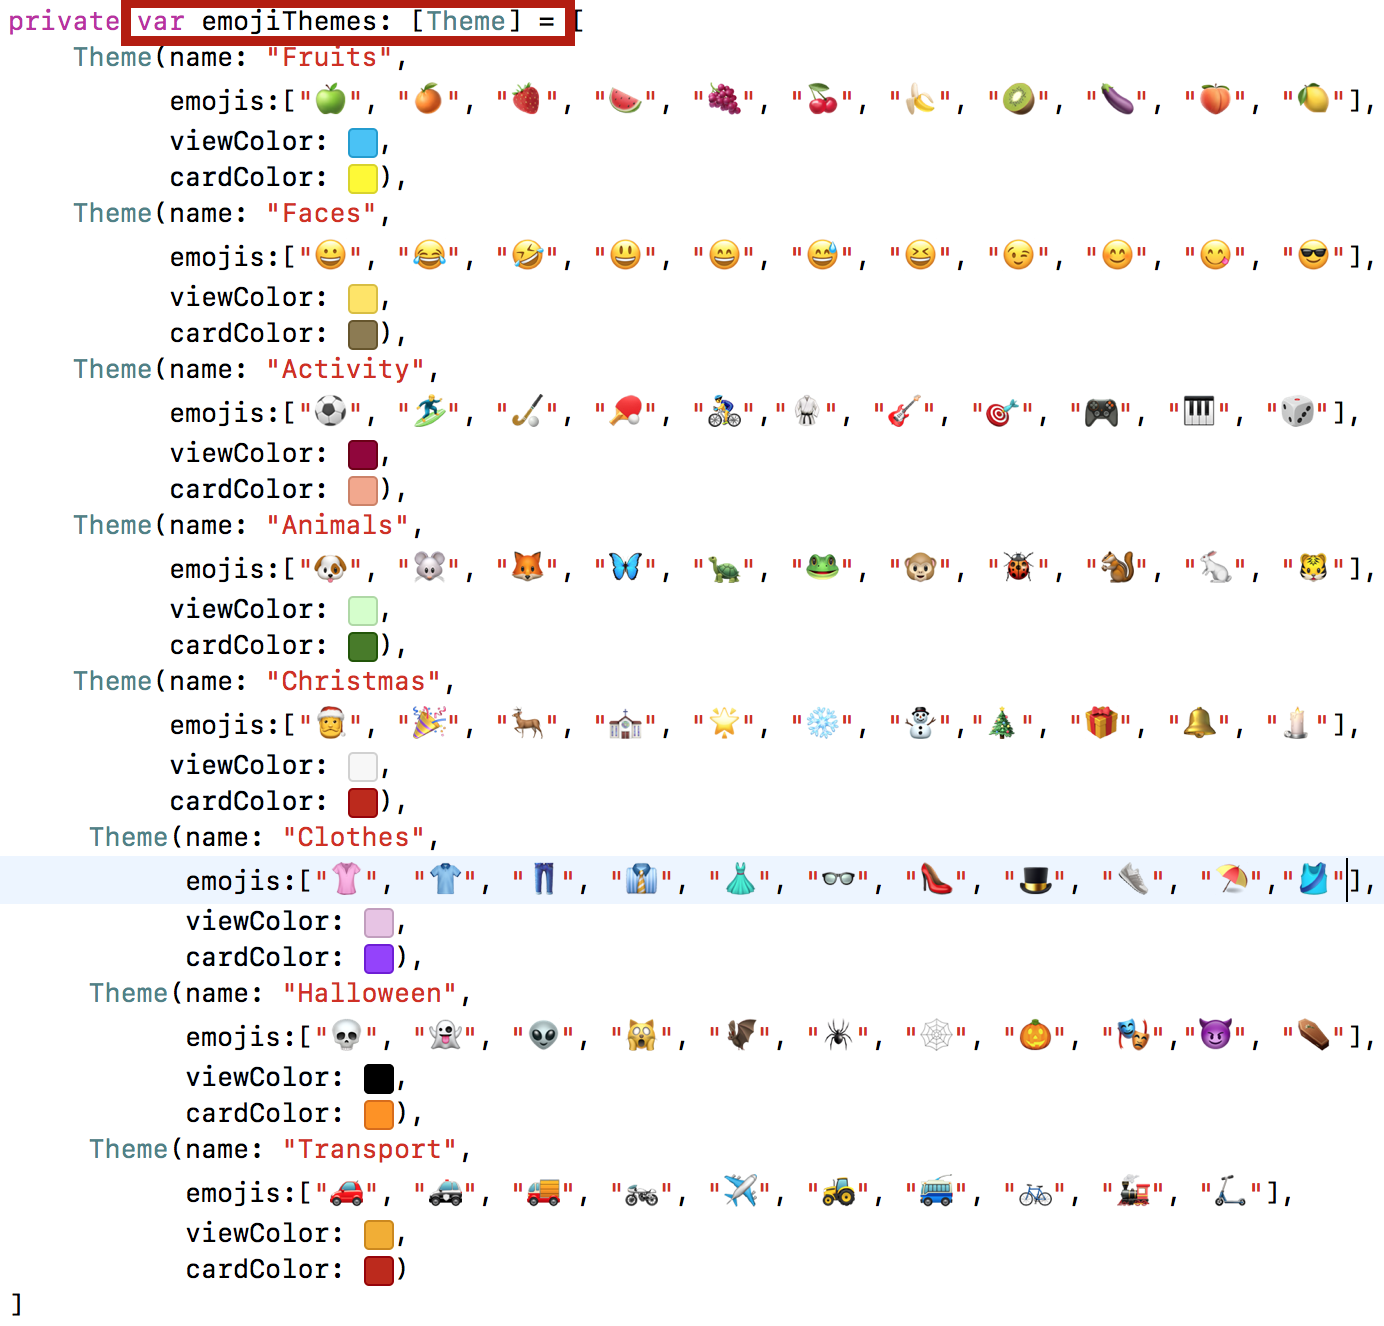 private var emojiThemes: [Theme] = [
Theme(name: "Fruits",
emojis:["🍏", "🍊", "🍓", "🍉", "🍇", "🍒", "🍌", "🥝", "🍆", "🍑", "🍋"],
viewColor: ,
cardColor: ),
Theme(name: "Faces",
emojis:["😀", "😂", "🤣", "😃", "😄", "😅", "😆", "😉", "😊", "😋", "😎"],
viewColor: ,
cardColor: ),
Theme(name: "Activity",
emojis:["⚽", "🏄", "🏑", "🏓", "🚴","🥋", "🎸", "🎯", "🎮", "🎹", "🎲"],
viewColor: ,
cardColor: ),
Theme(name: "Animals",
emojis:["🐶", "🐭", "🦊", "🦋", "🐢", "🐸", "🐵", "🐞", "🐿", "🐇", "🐯"],
viewColor: ,
cardColor: ),
Theme(name: "Christmas",
emojis:["🎅", "🎉", "🦌", "⛪", "🌟", "❄️", "⛄", "🎄", "🎁", "🔔", "🕯"],
viewColor: ,
cardColor: ),
Theme(name: "Clothes",
emojis:["👚", "👕", "👖", "👔", "👗", "👓", "👠", "🎩", "👟", "⛱","🎽"],
viewColor: ,
cardColor: ),
Theme(name: "Halloween",
emojis:["💀", "👻", "👽", "🙀", "🦇", "🕷", "🕸", "🎃", "🎭","😈", "⚰"],
viewColor: ,
cardColor: ),
Theme(name: "Transport",
emojis:["🚗", "🚓", "🚚", "🏍", "✈️", "🚜", "🚎", "🚲", "🚂", "🛴"],
viewColor: ,
cardColor: )
]